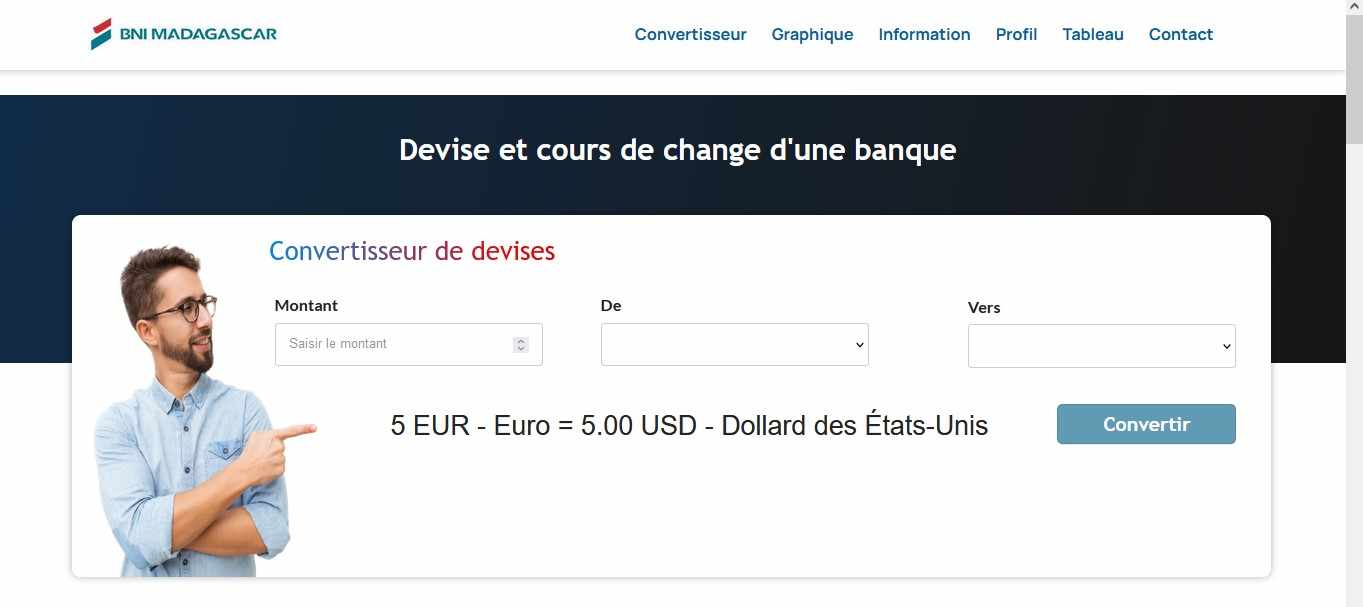 BNI MADAGASCAR
Convertisseur Graphique Information Profil Tableau Contact
Devise et cours de change d'une banque
Convertisseur de devises
Montant De Vers
Saisir le montant
5 EUR - Euro = 5.00 USD - Dollard des États-Unis
Convertir